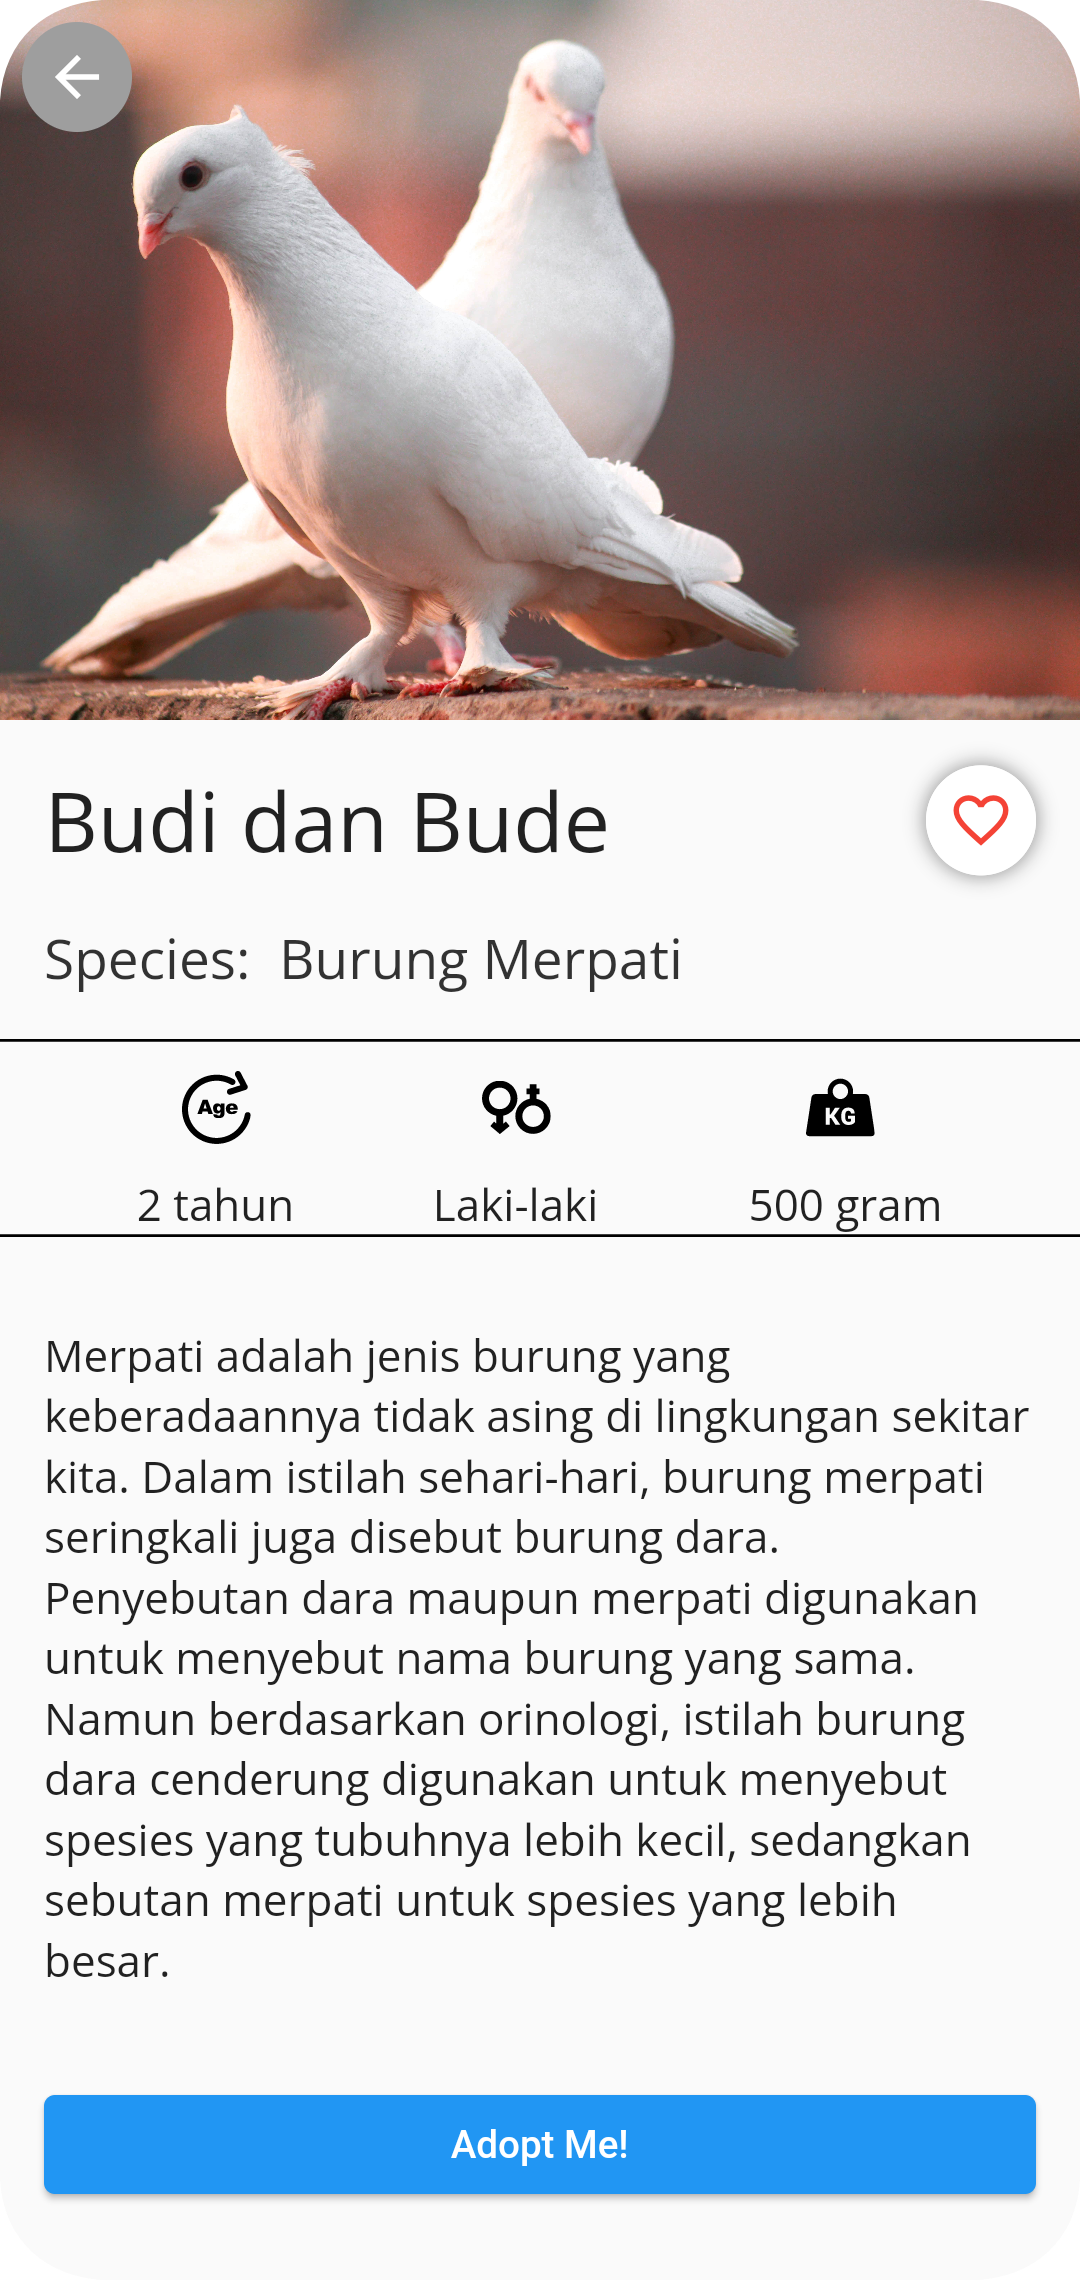 Budi dan Bude
Species: Burung Merpati
Age
KG
2 tahun
Laki-laki
500 gram
Merpati adalah jenis burung yang
keberadaannya tidak asing di lingkungan sekitar
kita. Dalam istilah sehari-hari, burung merpati
seringkali juga disebut burung dara.
Penyebutan dara maupun merpati digunakan
untuk menyebut nama burung yang sama.
Namun berdasarkan orinologi, istilah burung
dara cenderung digunakan untuk menyebut
spesies yang tubuhnya lebih kecil, sedangkan
sebutan merpati untuk spesies yang lebih
besar.
Adopt Me!